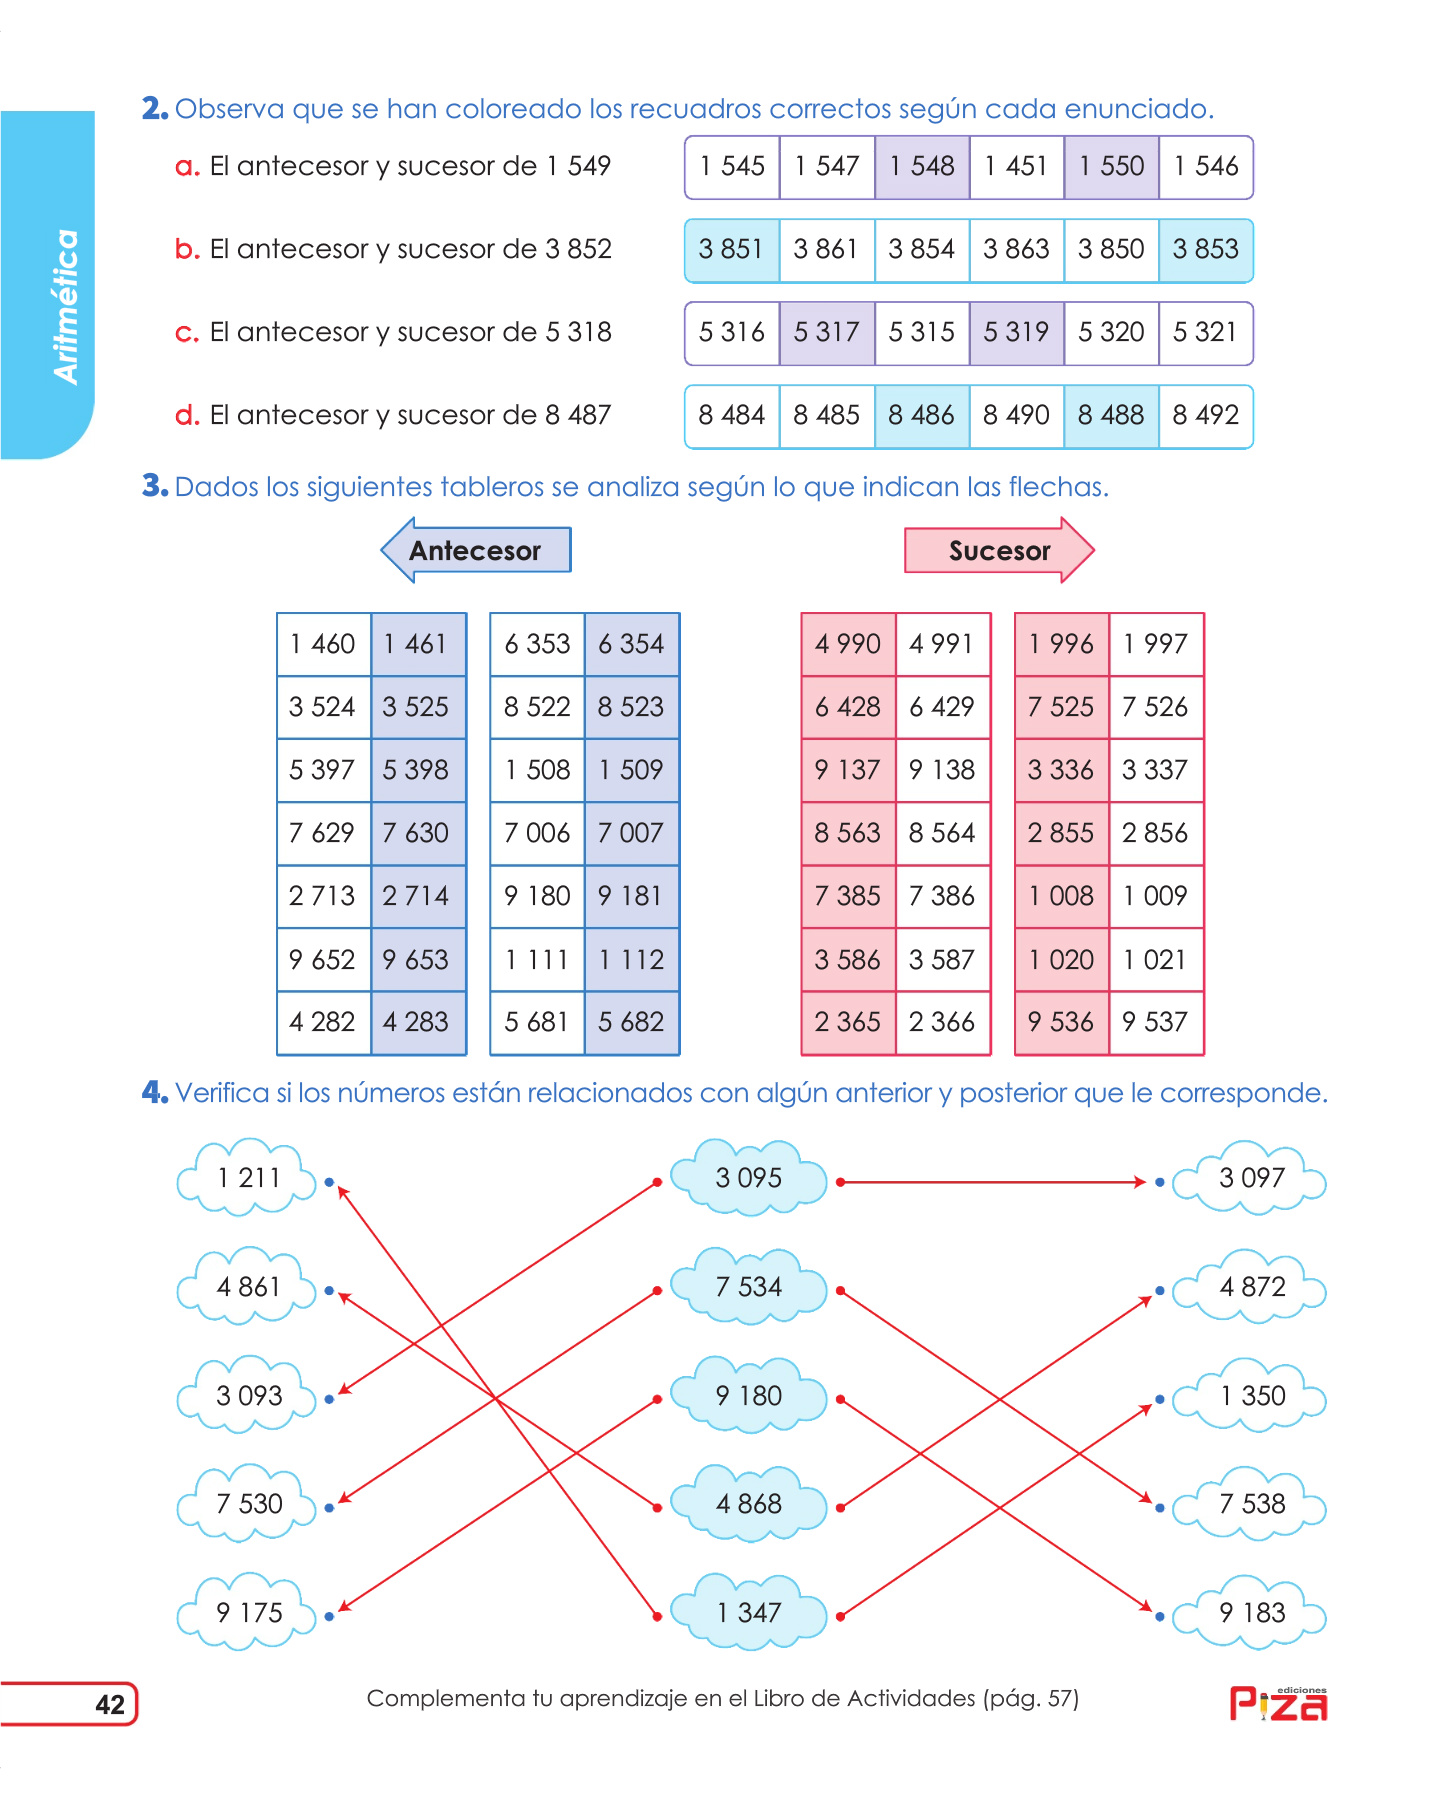 Aritmética
2. Observa que se han coloreado los recuadros correctos según cada enunciado.
a. El antecesor y sucesor de 1 549 1 545 1 547 1 548 1 451 1 550 1 546
b. El antecesor y sucesor de 3 852 3 851 3 861 3 854 3 863 3 850 3 853
c. El antecesor y sucesor de 5 318 5 316 5 317 5 315 5 319 5 320 5 321
d. El antecesor y sucesor de 8 487 8 484 8 485 8 486 8 490 8 488 8 492
3. Dados los siguientes tableros se analiza según lo que indican las flechas.
Antecesor Sucesor
1 460 1 461 6 353 6 354 4 990 4 991 1 996 1 997
3 524 3 525 8 522 8 523 6 428 6 429 7 525 7 526
5 397 5 398 1 508 1 509 9 137 9 138 3 336 3 337
7 629 7 630 7 006 7 007 8 563 8 564 2 855 2 856
2 713 2 714 9 180 9 181 7 385 7 386 1 008 1 009
9 652 9 653 1 111 1 112 3 586 3 587 1 020 1 021
4 282 4 283 5 681 5 682 2 365 2 366 9 536 9 537
4. Verifica si los números están relacionados con algún anterior y posterior que le corresponde.
1 211 3 095 3 097
4 861 7 534 4 872
3 093 9 180 1 350
7 530 4 868 7 538
9 175 1 347 9 183
42 Complementa tu aprendizaje en el Libro de Actividades (pág. 57)
ediciones
Piza